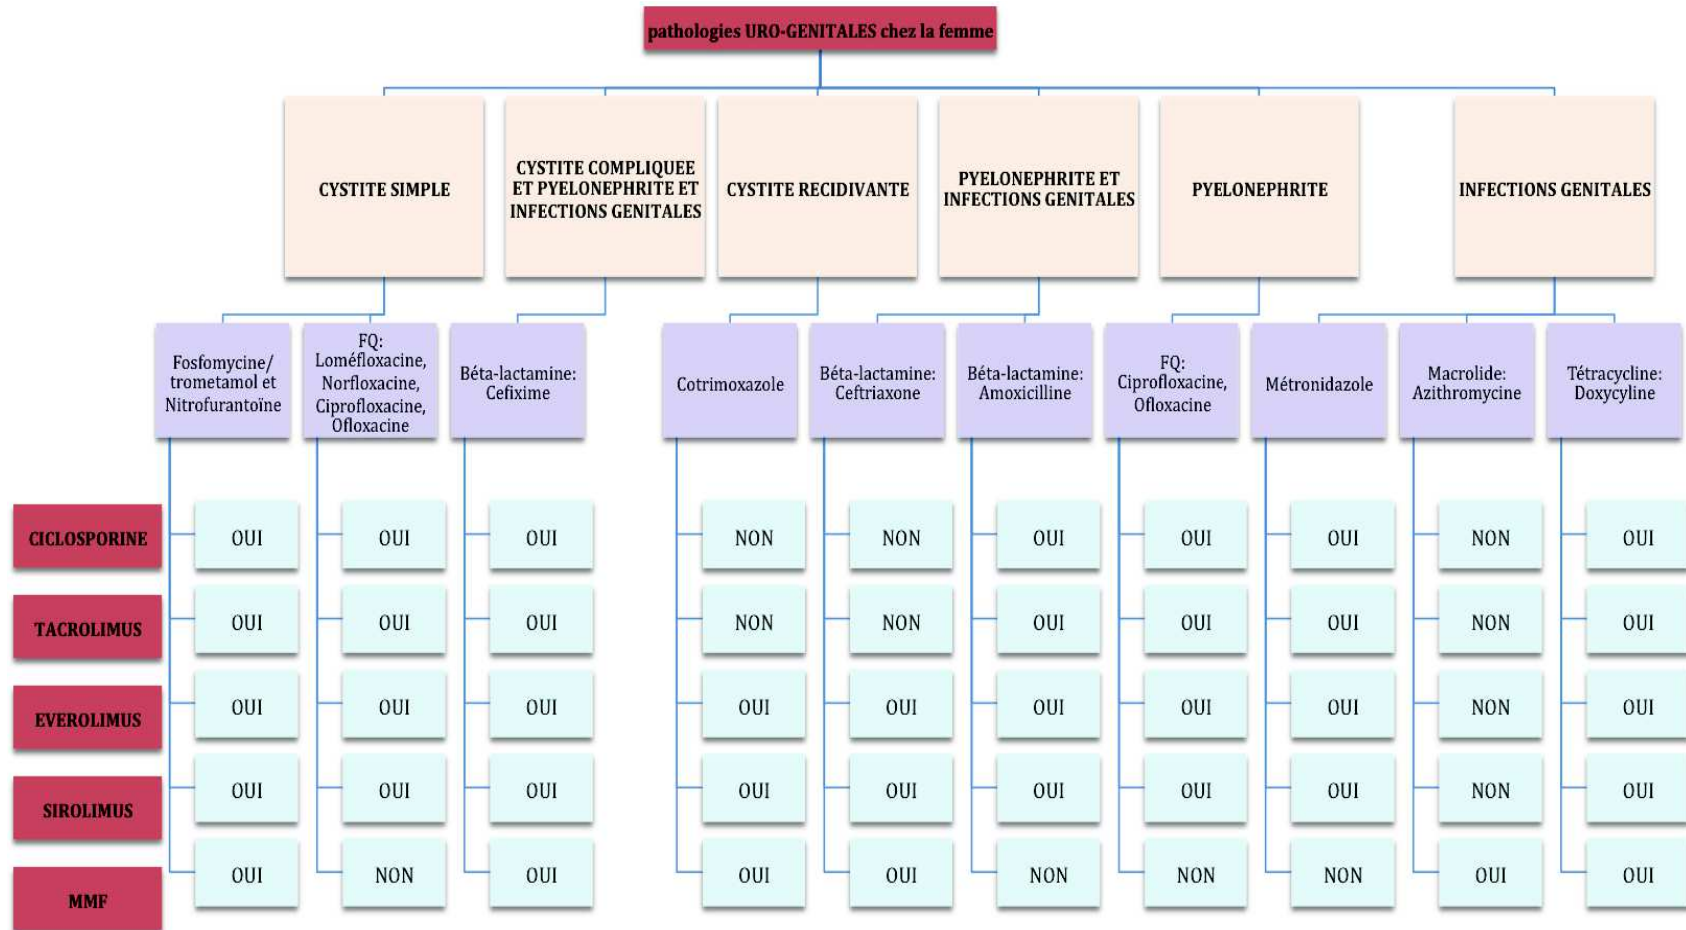 pathologies URO-GENITALES chez la femme
CYSTITE SIMPLE
CYSTITE COMPLIQUEE
ET PYELONEPHRITE ET
INFECTIONS GENITALES
CYSTITE RECIDIVANTE
PYELONEPHRITE ET
INFECTIONS GENITALES
PYELONEPHRITE
INFECTIONS GENITALES
Fosfomycine/
trometamol et
Nitrofurantoïne
FQ:
Loméfloxacine,
Norfloxacine,
Ciprofloxacine,
Ofloxacine
Béta-lactamine:
Cefixime
Cotrimoxazole
Béta-lactamine:
Ceftriaxone
Béta-lactamine:
Amoxicilline
FQ:
Ciprofloxacine,
Ofloxacine
Métronidazole
Macrolide:
Azithromycine
Tétracycline:
Doxycyline
CICLOSPORINE OUI OUI OUI NON NON OUI OUI OUI NON OUI
TACROLIMUS OUI OUI OUI NON NON OUI OUI OUI NON OUI
EVEROLIMUS OUI OUI OUI OUI OUI OUI OUI OUI NON OUI
SIROLIMUS OUI OUI OUI OUI OUI OUI OUI OUI NON OUI
MMF OUI NON OUI OUI OUI NON NON NON OUI OUI